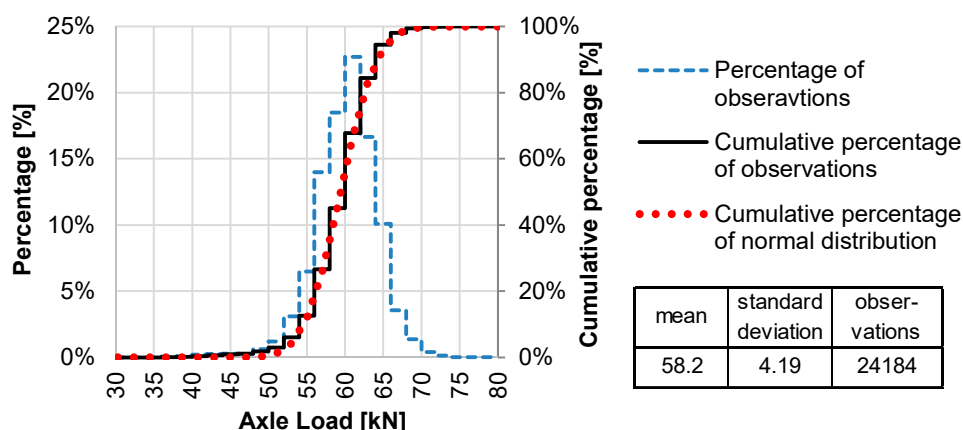 25%
20%
15%
10%
5%
0%
Percentage [%]
100%
80%
60%
40%
20%
0%
Cumulative percentage [%]
30
35
40
45
50
55
60
65
70
75
80
Axle Load [kN]
Percentage of
obseravtions
Cumulative percentage
of observations
Cumulative percentage
of normal distribution
mean standard deviation obser-vations
58.2 4.19 24184